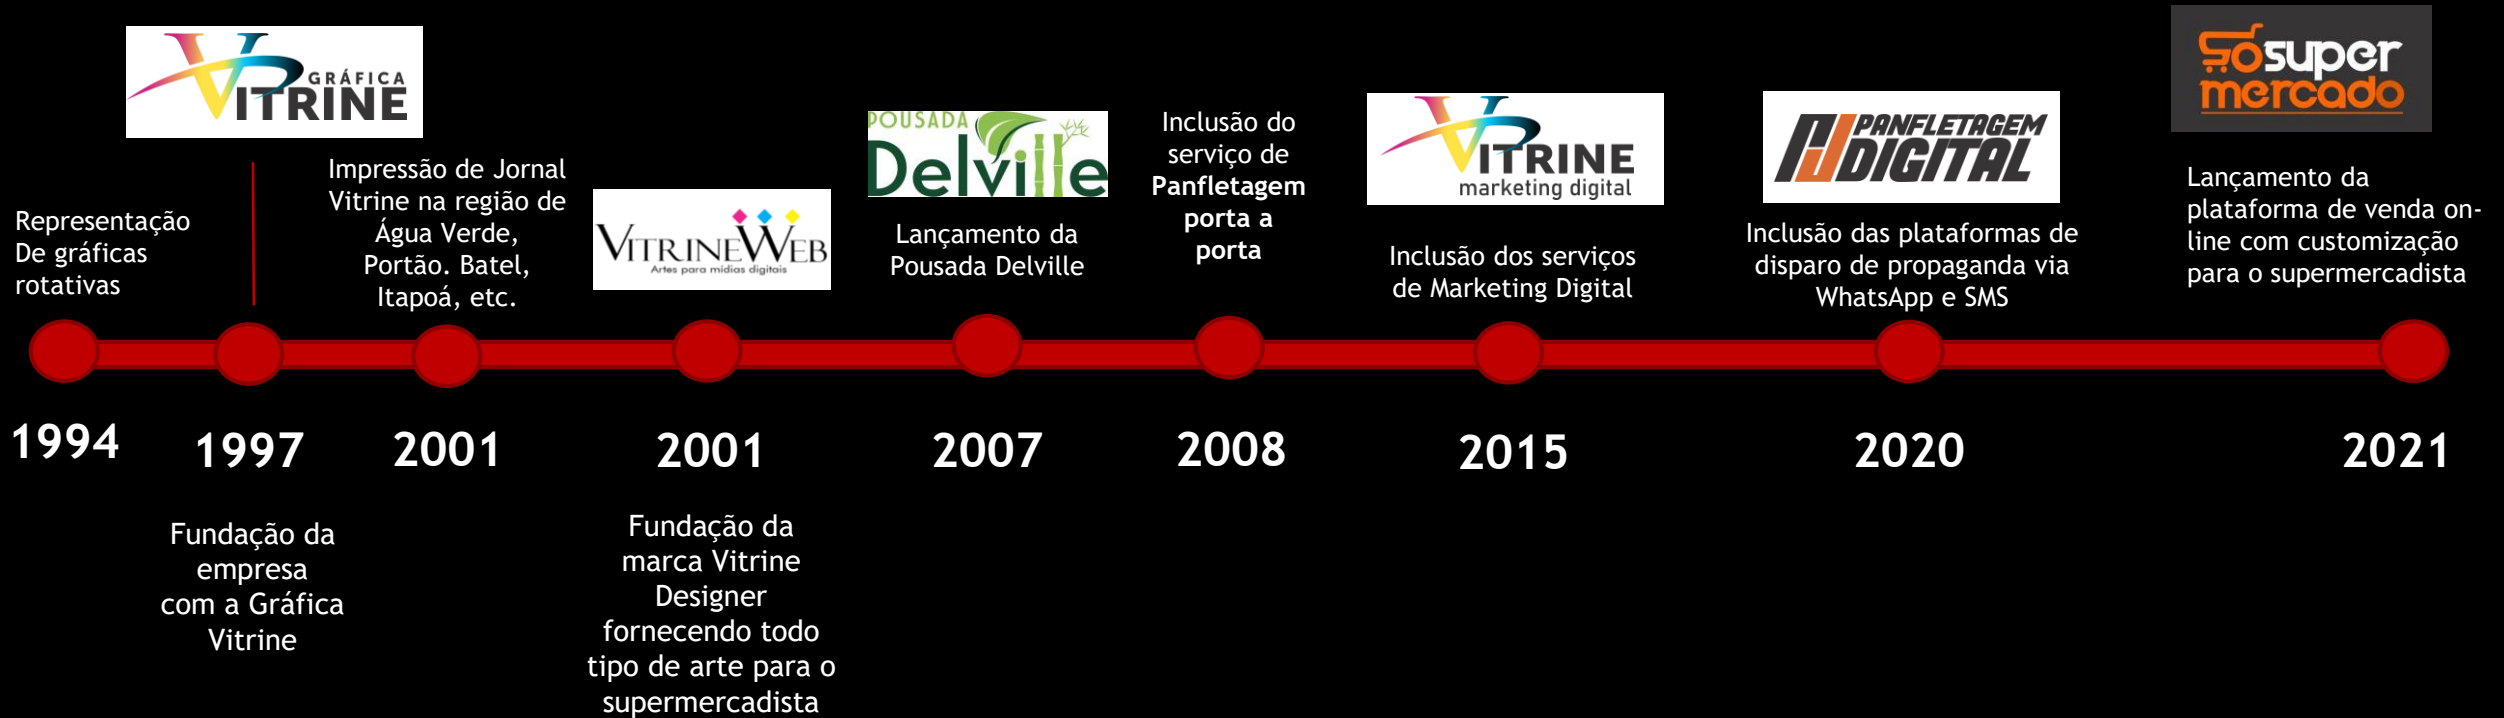 GRÁFICA
VITRINE
Representação
De gráficas
rotativas
Impressão de Jornal
Vitrine na região de
Água Verde,
Portão. Batel,
Itapoá, etc.
VITRINEWEB
Artes para mídias digitais
POUSADA
Delville
Lançamento da
Pousada Delville
Inclusão do
serviço de
Panfletagem
porta a
porta
VITRINE
marketing digital
Inclusão dos serviços
de Marketing Digital
PANFLETAGEM
DIGITAL
Inclusão das plataformas de
disparo de propaganda via
WhatsApp e SMS
sósuper
mercado
Lançamento da
plataforma de venda on-
line com customização
para o supermercadista
1994
1997
2001
2001
2007
2008
2015
2020
2021
Fundação da
empresa
com a Gráfica
Vitrine
Fundação da
marca Vitrine
Designer
fornecendo todo
tipo de arte para o
supermercadista